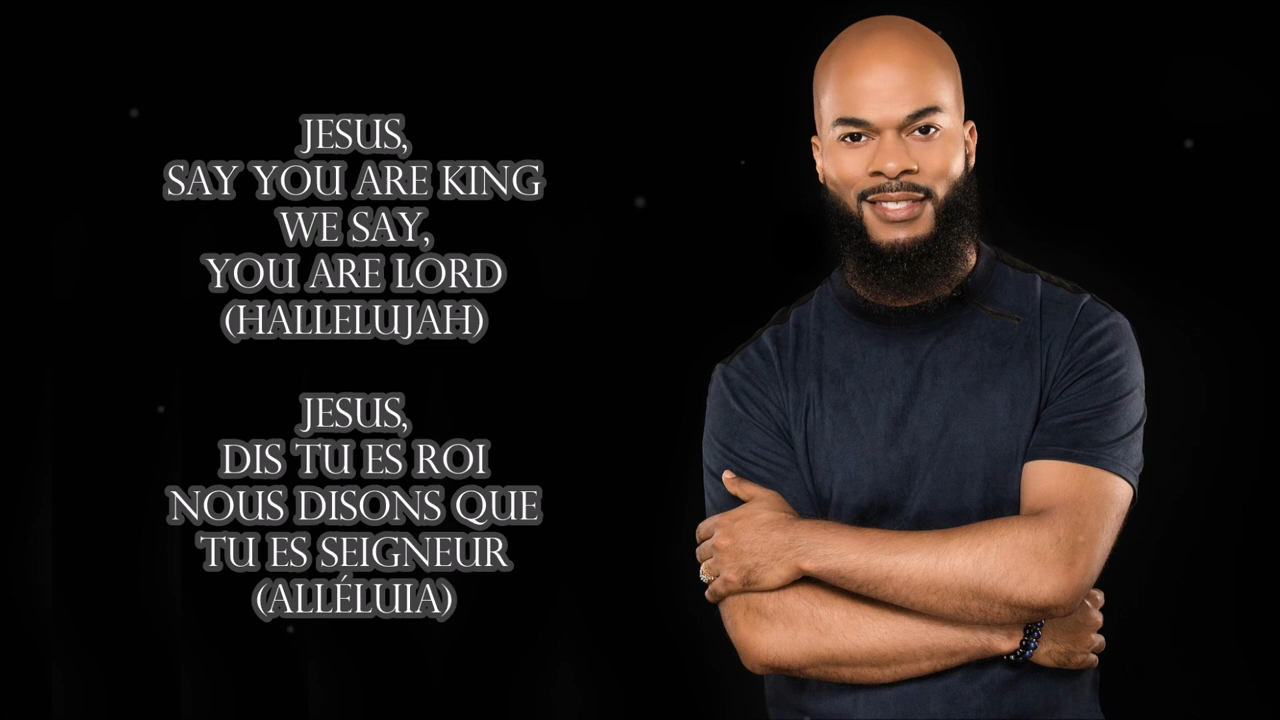 JESUS,
SAY YOU ARE KING
WE SAY,
YOU ARE LORD
(HALLELUJAH)
JESUS,
DIS TU ES ROI
NOUS DISONS QUE
TU ES SEIGNEUR
(ALLÉLUIA)